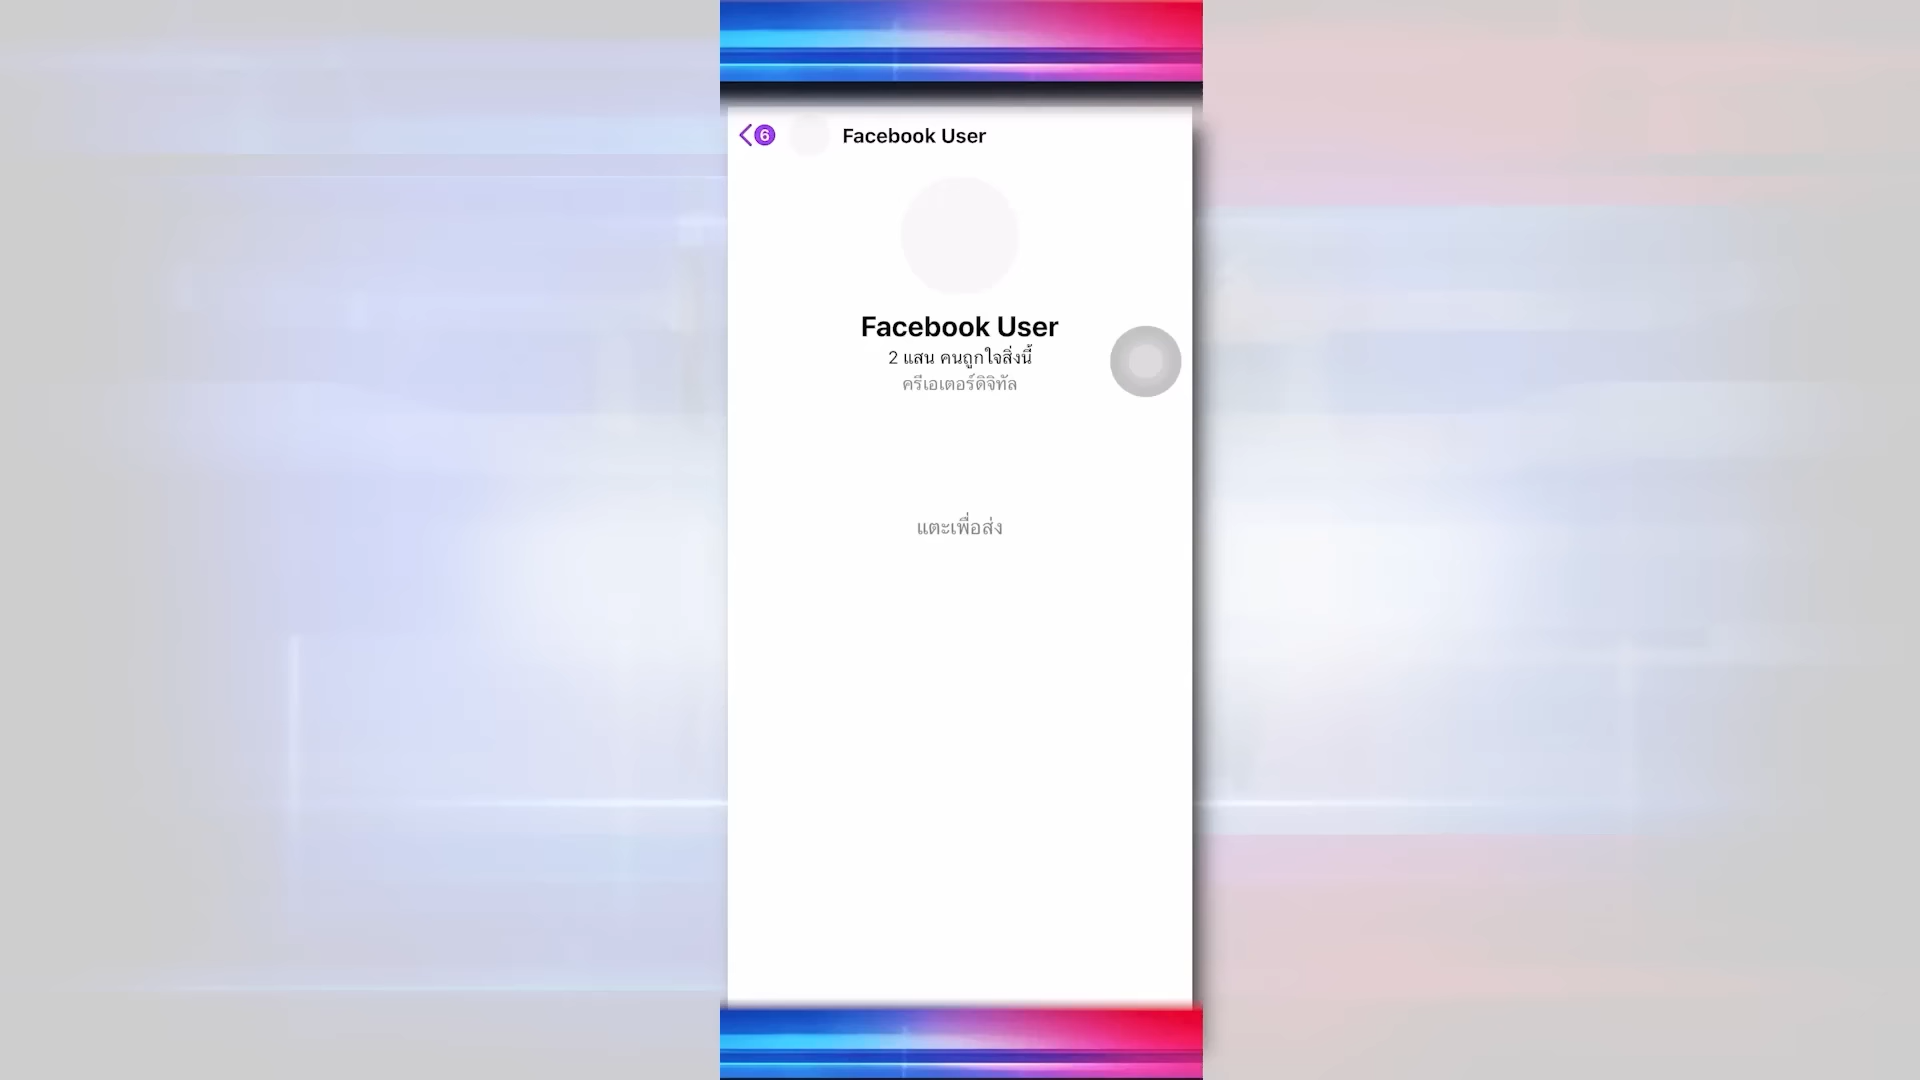 6
Facebook User
Facebook User
2 แสน คนถูกใจสิ่งนี้
ครีเอเตอร์ดิจิทัล
แตะเพื่อส่ง